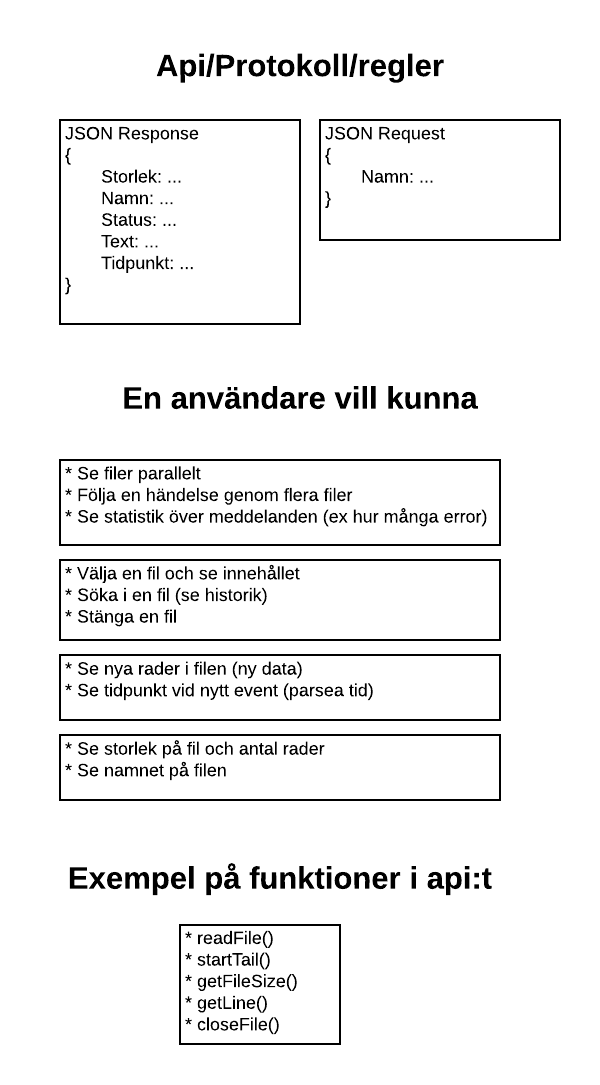 Api/Protokoll/regler
JSON Response
{
Storlek: ...
Namn: ...
Status: ...
Text: ...
Tidpunkt: ...
}
JSON Request
{
Namn: ...
}
En användare vill kunna
* Se filer parallelt
* Följa en händelse genom flera filer
* Se statistik över meddelanden (ex hur många error)
* Välja en fil och se innehållet
* Söka i en fil (se historik)
* Stänga en fil
* Se nya rader i filen (ny data)
* Se tidpunkt vid nytt event (parsea tid)
* Se storlek på fil och antal rader
* Se namnet på filen
Exempel på funktioner i api:t
* readFile()
* startTail()
* getFileSize()
* getLine()
* closeFile()